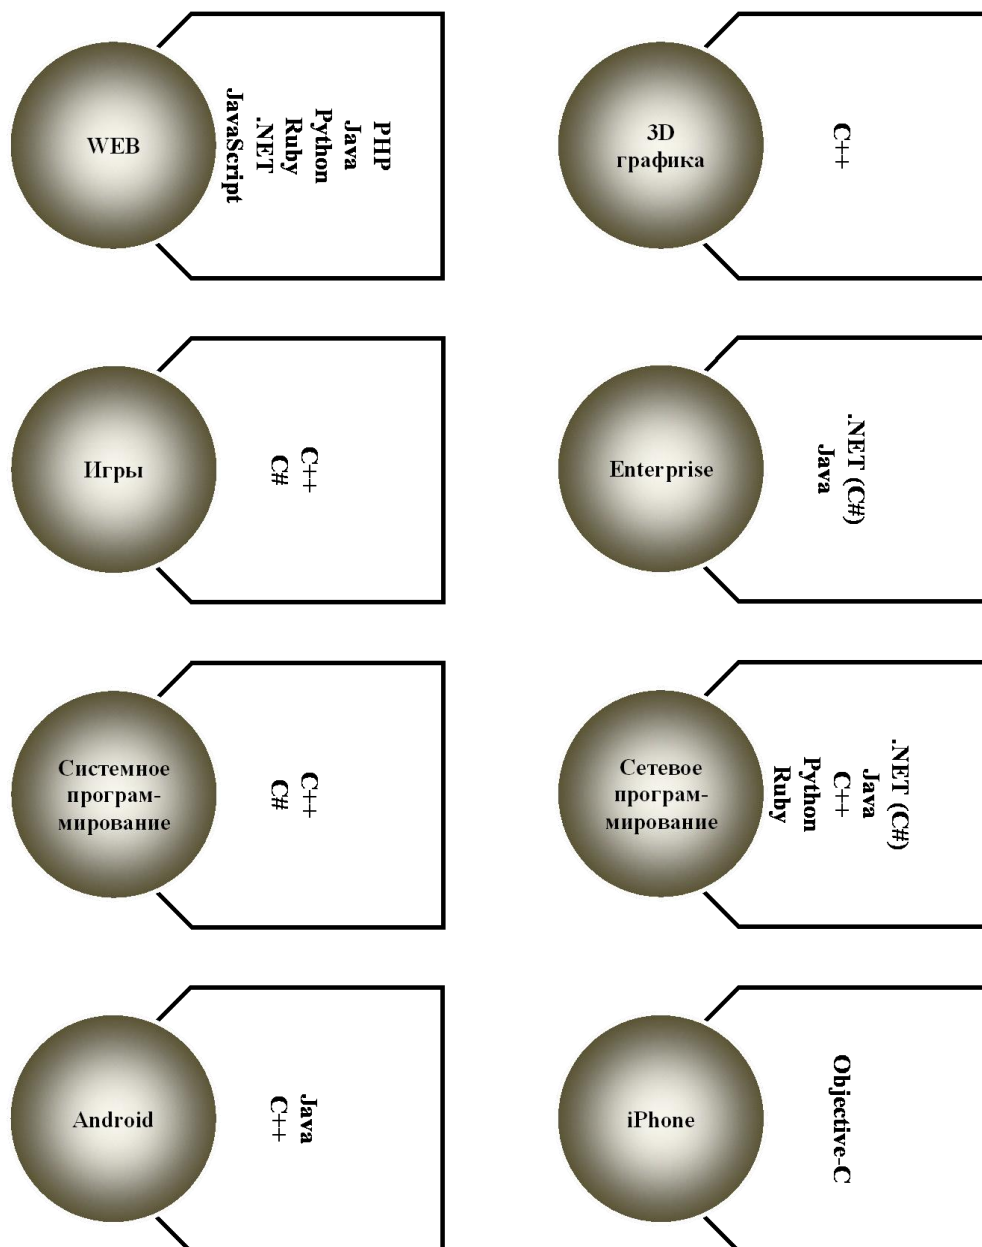 WEB
PHP
Java
Python
Ruby
.NET
JavaScript
3D
графика
C++
Игры
C++
C#
Enterprise
.NET (C#)
Java
Системное
програм-
мирование
C++
C#
Сетевое
програм-
мирование
.NET (C#)
Java
C++
Python
Ruby
Android
Java
C++
iPhone
Objective-C